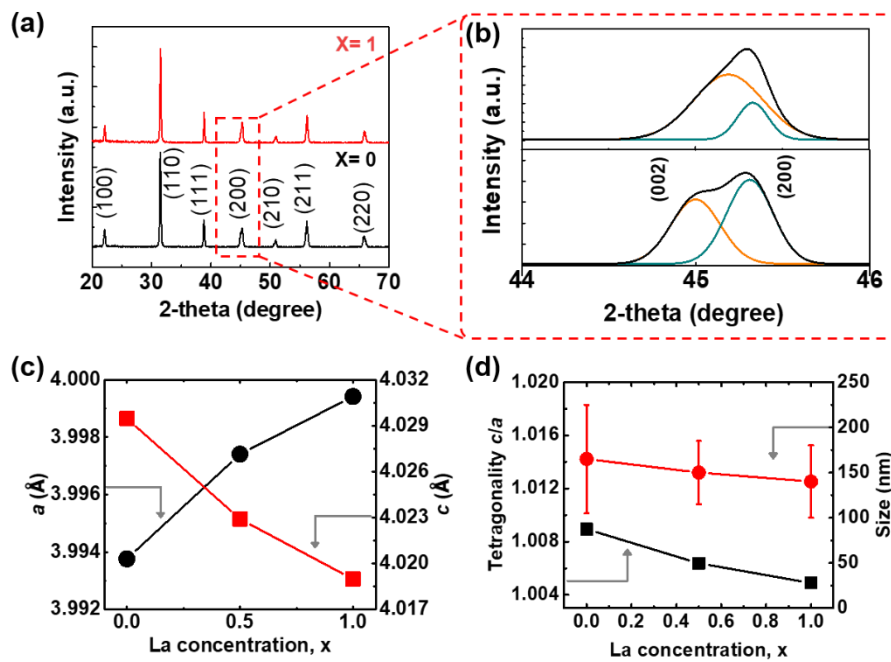 (a)
X= 1
X= 0
(100)
(110)
(111)
(200)
(210)
(211)
(220)
Intensity (a.u.)
20 30 40 50 60 70
2-theta (degree)
(b)
(002)
(200)
Intensity (a.u.)
44 45 46
2-theta (degree)
(c)
4.000
3.998
3.996
3.994
3.992
a (Å)
4.032
4.029
4.026
4.023
4.020
4.017
c (Å)
0.0 0.5 1.0
La concentration, x
(d)
1.020
1.016
1.012
1.008
1.004
Tetragonality c/a
250
200
150
100
50
0
Size (nm)
0.0 0.2 0.4 0.6 0.8 1.0
La concentration, x